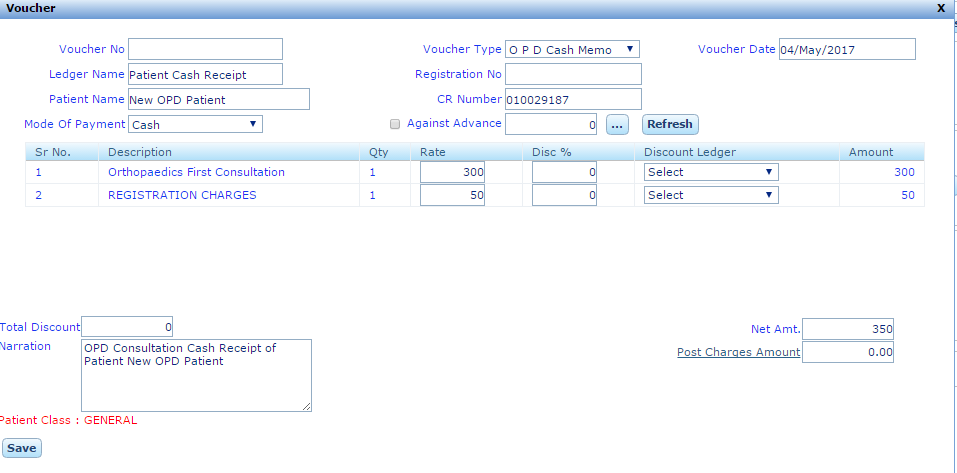 Voucher X
Voucher No Voucher Type O P D Cash Memo Voucher Date 04/May/2017
Ledger Name Patient Cash Receipt Registration No
Patient Name New OPD Patient CR Number 010029187
Mode Of Payment Cash Against Advance 0 ... Refresh
Sr No. Description Qty Rate Disc % Discount Ledger Amount
1 Orthopaedics First Consultation 1 300 0 Select 300
2 REGISTRATION CHARGES 1 50 0 Select 50
Total Discount 0 Net Amt. 350
Narration OPD Consultation Cash Receipt of Post Charges Amount 0.00
Patient New OPD Patient
Patient Class : GENERAL
Save